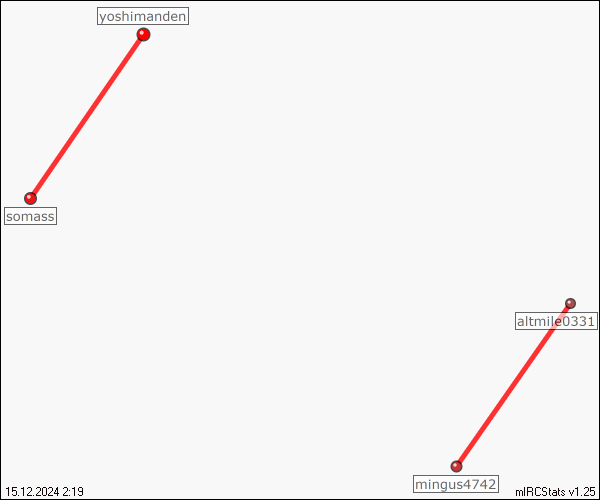 yoshimanden
somass
altmile0331
mingus4742
15.12.2024 2:19
mIRCStats v1.25